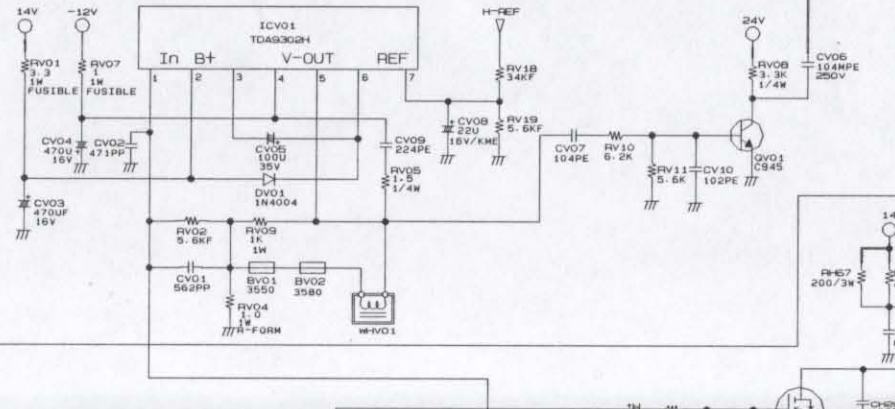 14V
-12V
ICV01
TDA9302H
In B+ V-OUT REF
1 2 3 4 5 6 7
RV01
3.3
1W
FUSIBLE
RV07
1
1W
FUSIBLE
CV04
470U
16V
CV02
471PP
CV03
470UF
16V
CV05
100U
35V
DV01
1N4004
CV09
224PE
RV05
1.5
1/4W
RV02
5.6KF
RV09
1K
1W
CV01
562PP
BV01
3550
BV02
3580
RV04
1.0
1W
R-FORM
WHV01
H-REF
RV18
34KF
CV08
22U
16V/KME
RV19
5.6KF
CV07
104PE
RV10
6.2K
RV11
5.6K
CV10
102PE
24V
RV08
3.3K
1/4W
CV06
104MPE
250V
QV01
C945
14
RH67
200/3W
1W